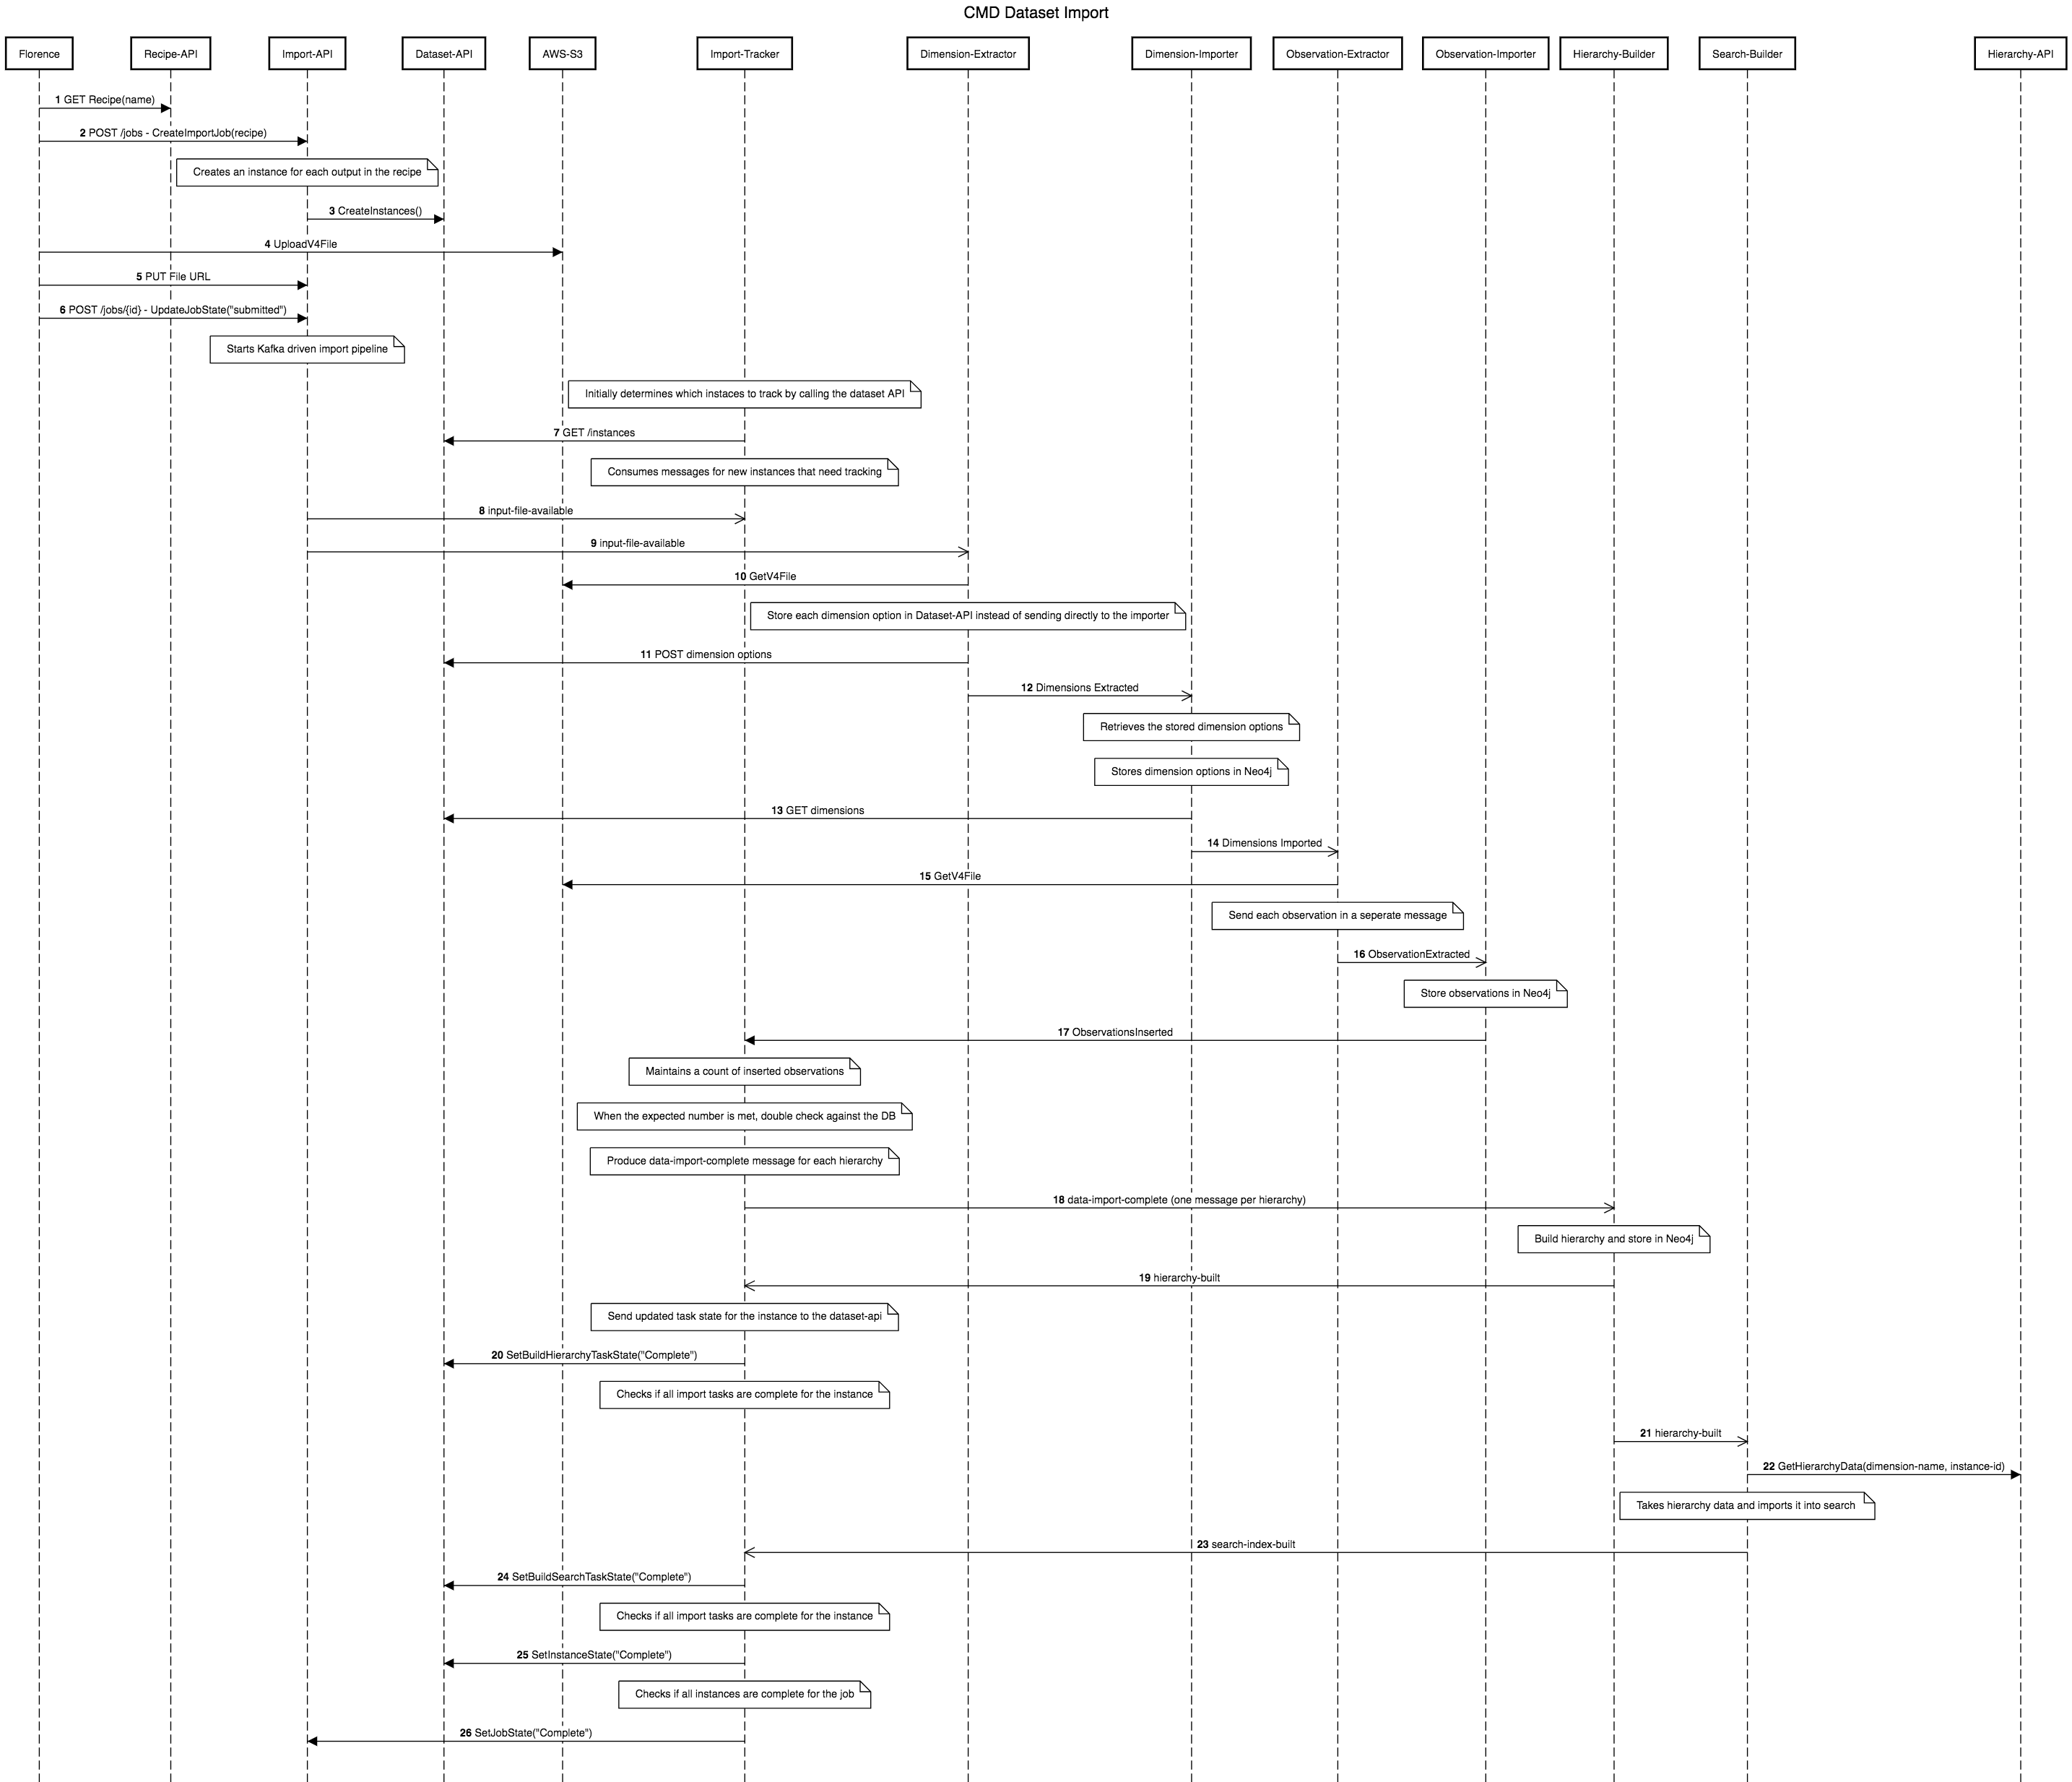 CMD Dataset Import
Florence
Recipe-API
Import-API
Dataset-API
AWS-S3
Import-Tracker
Dimension-Extractor
Dimension-Importer
Observation-Extractor
Observation-Importer
Hierarchy-Builder
Search-Builder
Hierarchy-API
1 GET Recipe(name)
2 POST /jobs - CreateImportJob(recipe)
Creates an instance for each output in the recipe
3 CreateInstances()
4 UploadV4File
5 PUT File URL
6 POST /jobs/{id} - UpdateJobState("submitted")
Starts Kafka driven import pipeline
Initially determines which instaces to track by calling the dataset API
7 GET /instances
Consumes messages for new instances that need tracking
8 input-file-available
9 input-file-available
10 GetV4File
Store each dimension option in Dataset-API instead of sending directly to the importer
11 POST dimension options
12 Dimensions Extracted
Retrieves the stored dimension options
Stores dimension options in Neo4j
13 GET dimensions
14 Dimensions Imported
15 GetV4File
Send each observation in a seperate message
16 ObservationExtracted
Store observations in Neo4j
17 ObservationsInserted
Maintains a count of inserted observations
When the expected number is met, double check against the DB
Produce data-import-complete message for each hierarchy
18 data-import-complete (one message per hierarchy)
Build hierarchy and store in Neo4j
19 hierarchy-built
Send updated task state for the instance to the dataset-api
20 SetBuildHierarchyTaskState("Complete")
Checks if all import tasks are complete for the instance
21 hierarchy-built
22 GetHierarchyData(dimension-name, instance-id)
Takes hierarchy data and imports it into search
23 search-index-built
24 SetBuildSearchTaskState("Complete")
Checks if all import tasks are complete for the instance
25 SetInstanceState("Complete")
Checks if all instances are complete for the job
26 SetJobState("Complete")